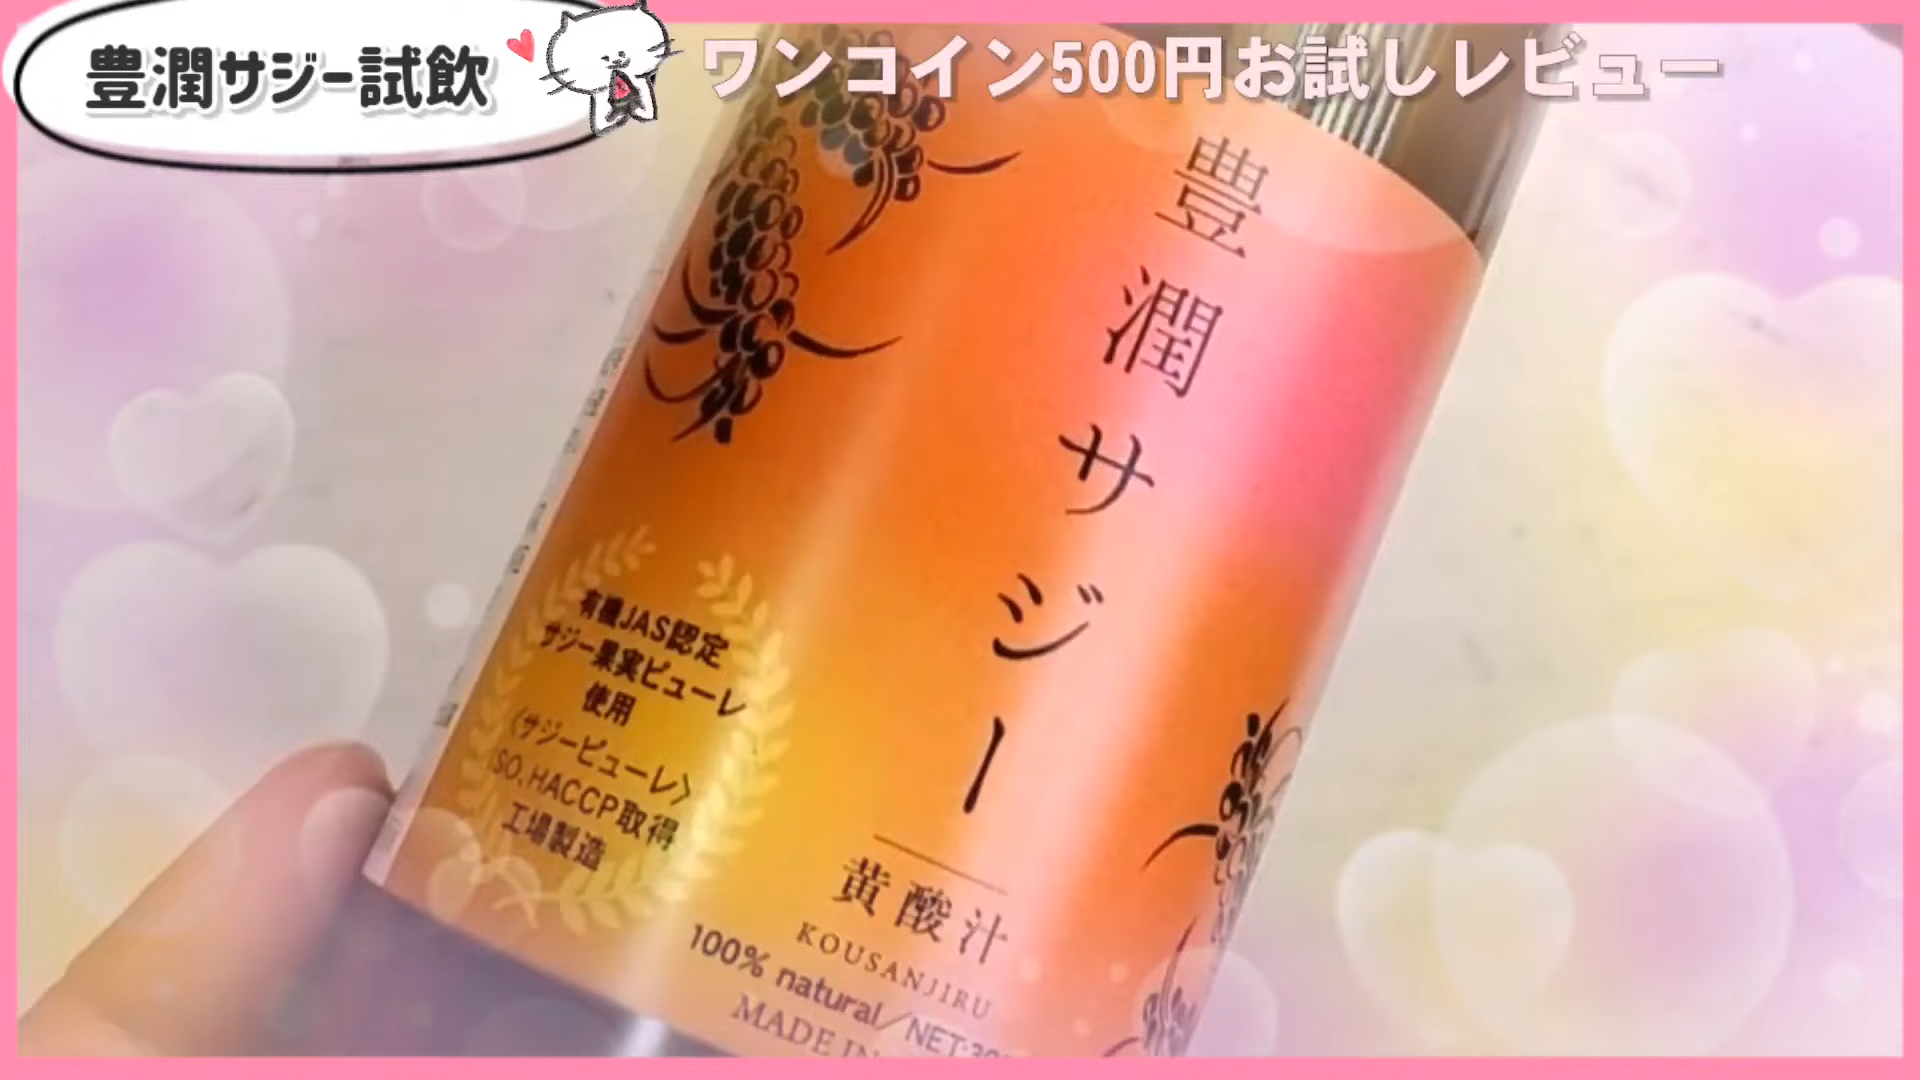 豊潤サジー試飲
ワンコイン500円お試しレビュー
豊潤サジー
有機JAS認定
サジー果実ピューレ
使用
〈サジーピューレ〉
ISO,HACCP取得
工場製造
黄酸汁
KOUSANJIRU
100% natural/NET:
MADE IN